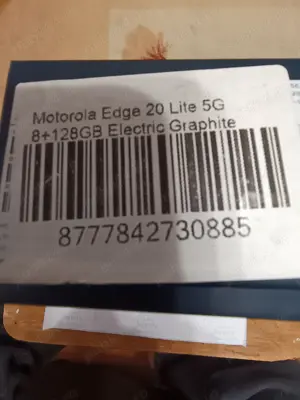 Motorola Edge 20 Lite 5G
8+128GB Electric Graphite
8777842730885